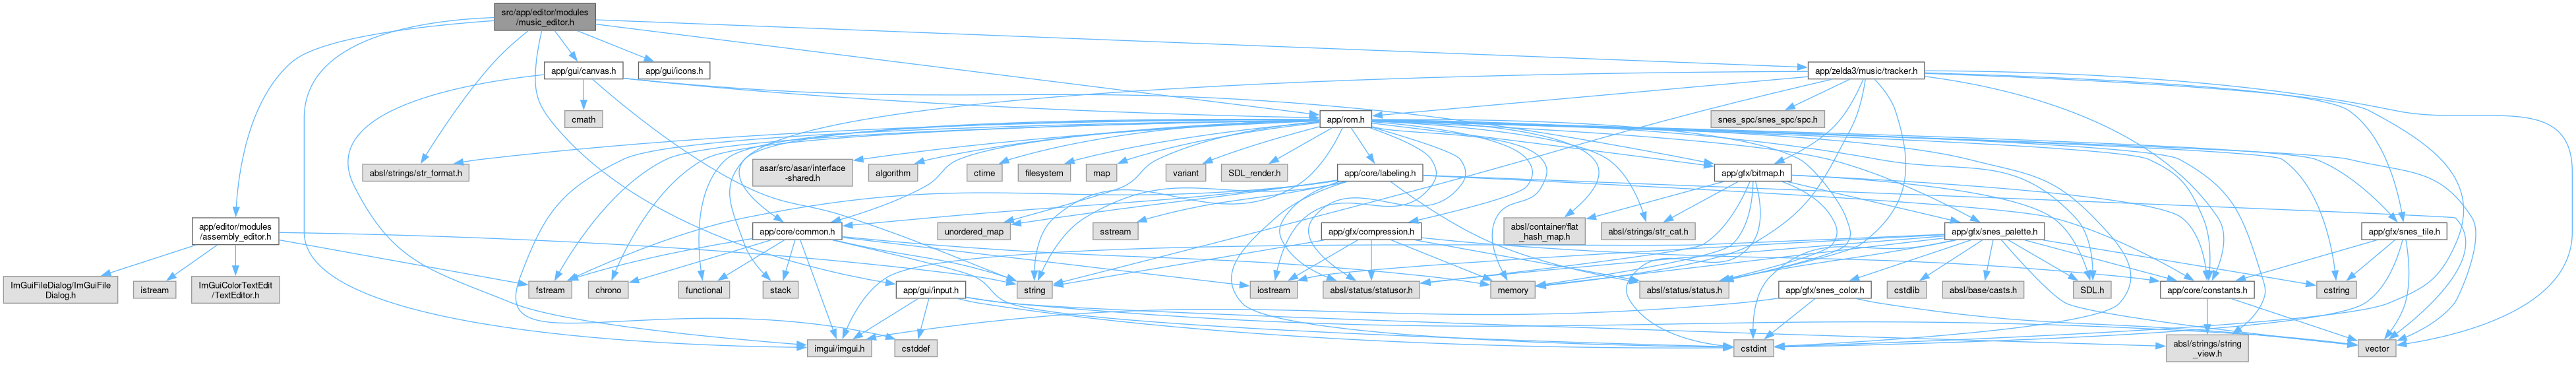 src/app/editor/modules
/music_editor.h
app/gui/canvas.h
app/gui/icons.h
app/zelda3/music/tracker.h
cmath
app/rom.h
snes_spc/snes_spc/spc.h
absl/strings/str_format.h
asar/src/asar/interface
-shared.h
algorithm
ctime
filesystem
map
variant
SDL_render.h
app/core/labeling.h
app/gfx/bitmap.h
app/editor/modules
/assembly_editor.h
app/core/common.h
unordered_map
sstream
app/gfx/compression.h
absl/container/flat
_hash_map.h
absl/strings/str_cat.h
app/gfx/snes_palette.h
app/gfx/snes_tile.h
ImGuiFileDialog/ImGuiFile
Dialog.h
istream
ImGuiColorTextEdit
/TextEditor.h
fstream
chrono
functional
stack
app/gui/input.h
string
iostream
absl/status/statusor.h
memory
absl/status/status.h
app/gfx/snes_color.h
cstdlib
absl/base/casts.h
SDL.h
app/core/constants.h
cstring
imgui/imgui.h
cstddef
cstdint
absl/strings/string
_view.h
vector